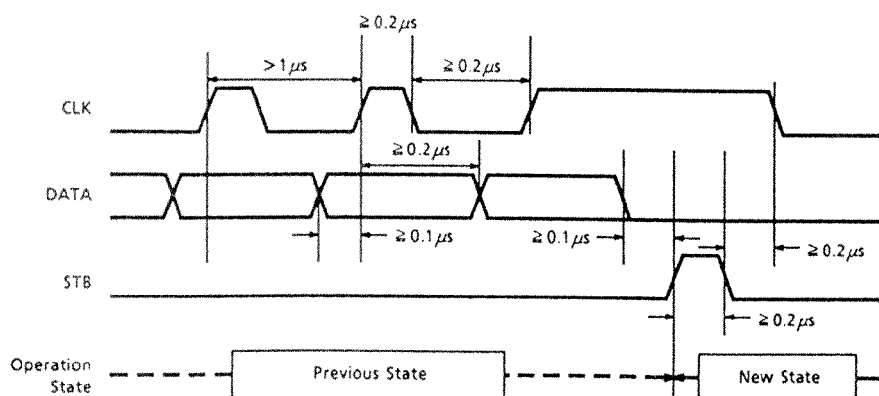 ≧ 0.2 μs
> 1 μs
≧ 0.2 μs
CLK
≧ 0.2 μs
DATA
≧ 0.1 μs
≧ 0.1 μs
≧ 0.2 μs
STB
≧ 0.2 μs
Operation
State
Previous State
New State